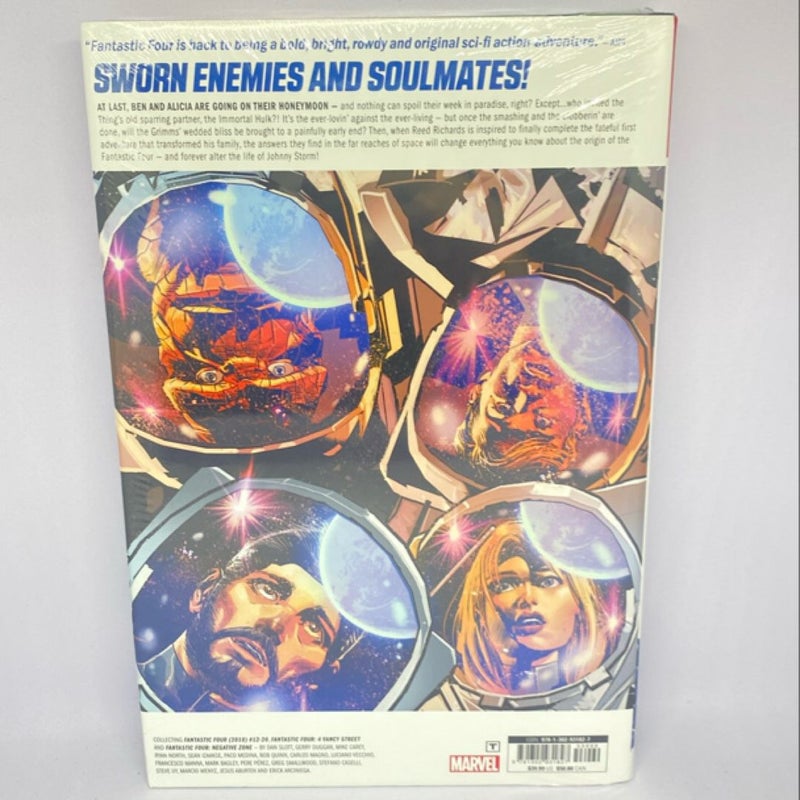 "Fantastic Four is back to being a bold, bright, rowdy and original sci-fi action adventure."
SWORN ENEMIES AND SOULMATES!
AT LAST, BEN AND ALICIA ARE GOING ON THEIR HONEYMOON — and nothing can spoil their week in paradise, right? Except...who the
Thing's old sparring partner, the Immortal Hulk?! It's the ever-lovin' against the ever-living — but once the smashing and the clobberin' are
done, will the Grimms' wedded bliss be brought to a painfully early end? Then, when Reed Richards is inspired to finally complete the fateful first
adventure that transformed his family, the answers they find in the far reaches of space will change everything you know about the origin of the
Fantastic Four — and forever alter the life of Johnny Storm!
COLLECTING FANTASTIC FOUR (2018) #12-20, FANTASTIC FOUR: 4 YANCY STREET
AND FANTASTIC FOUR: NEGATIVE ZONE — BY DAN SLOTT, GERRY DUGGAN, MIKE CAREY,
RYAN NORTH, SEAN IZAAKSE, PACO MEDINA, BOB QUINN, CARLOS MAGNO, LUCIANO VECCHIO,
FRANCESCO MANNA, MARK BAGLEY, PERE PÉREZ, GREG SMALLWOOD, STEFANO CASELLI,
STEVE UY, MARCIO MENYZ, JESUS ABURTOV AND ERICK ARCINIEGA.
T
MARVEL
ISBN
$39.99 US $50.00 CAN